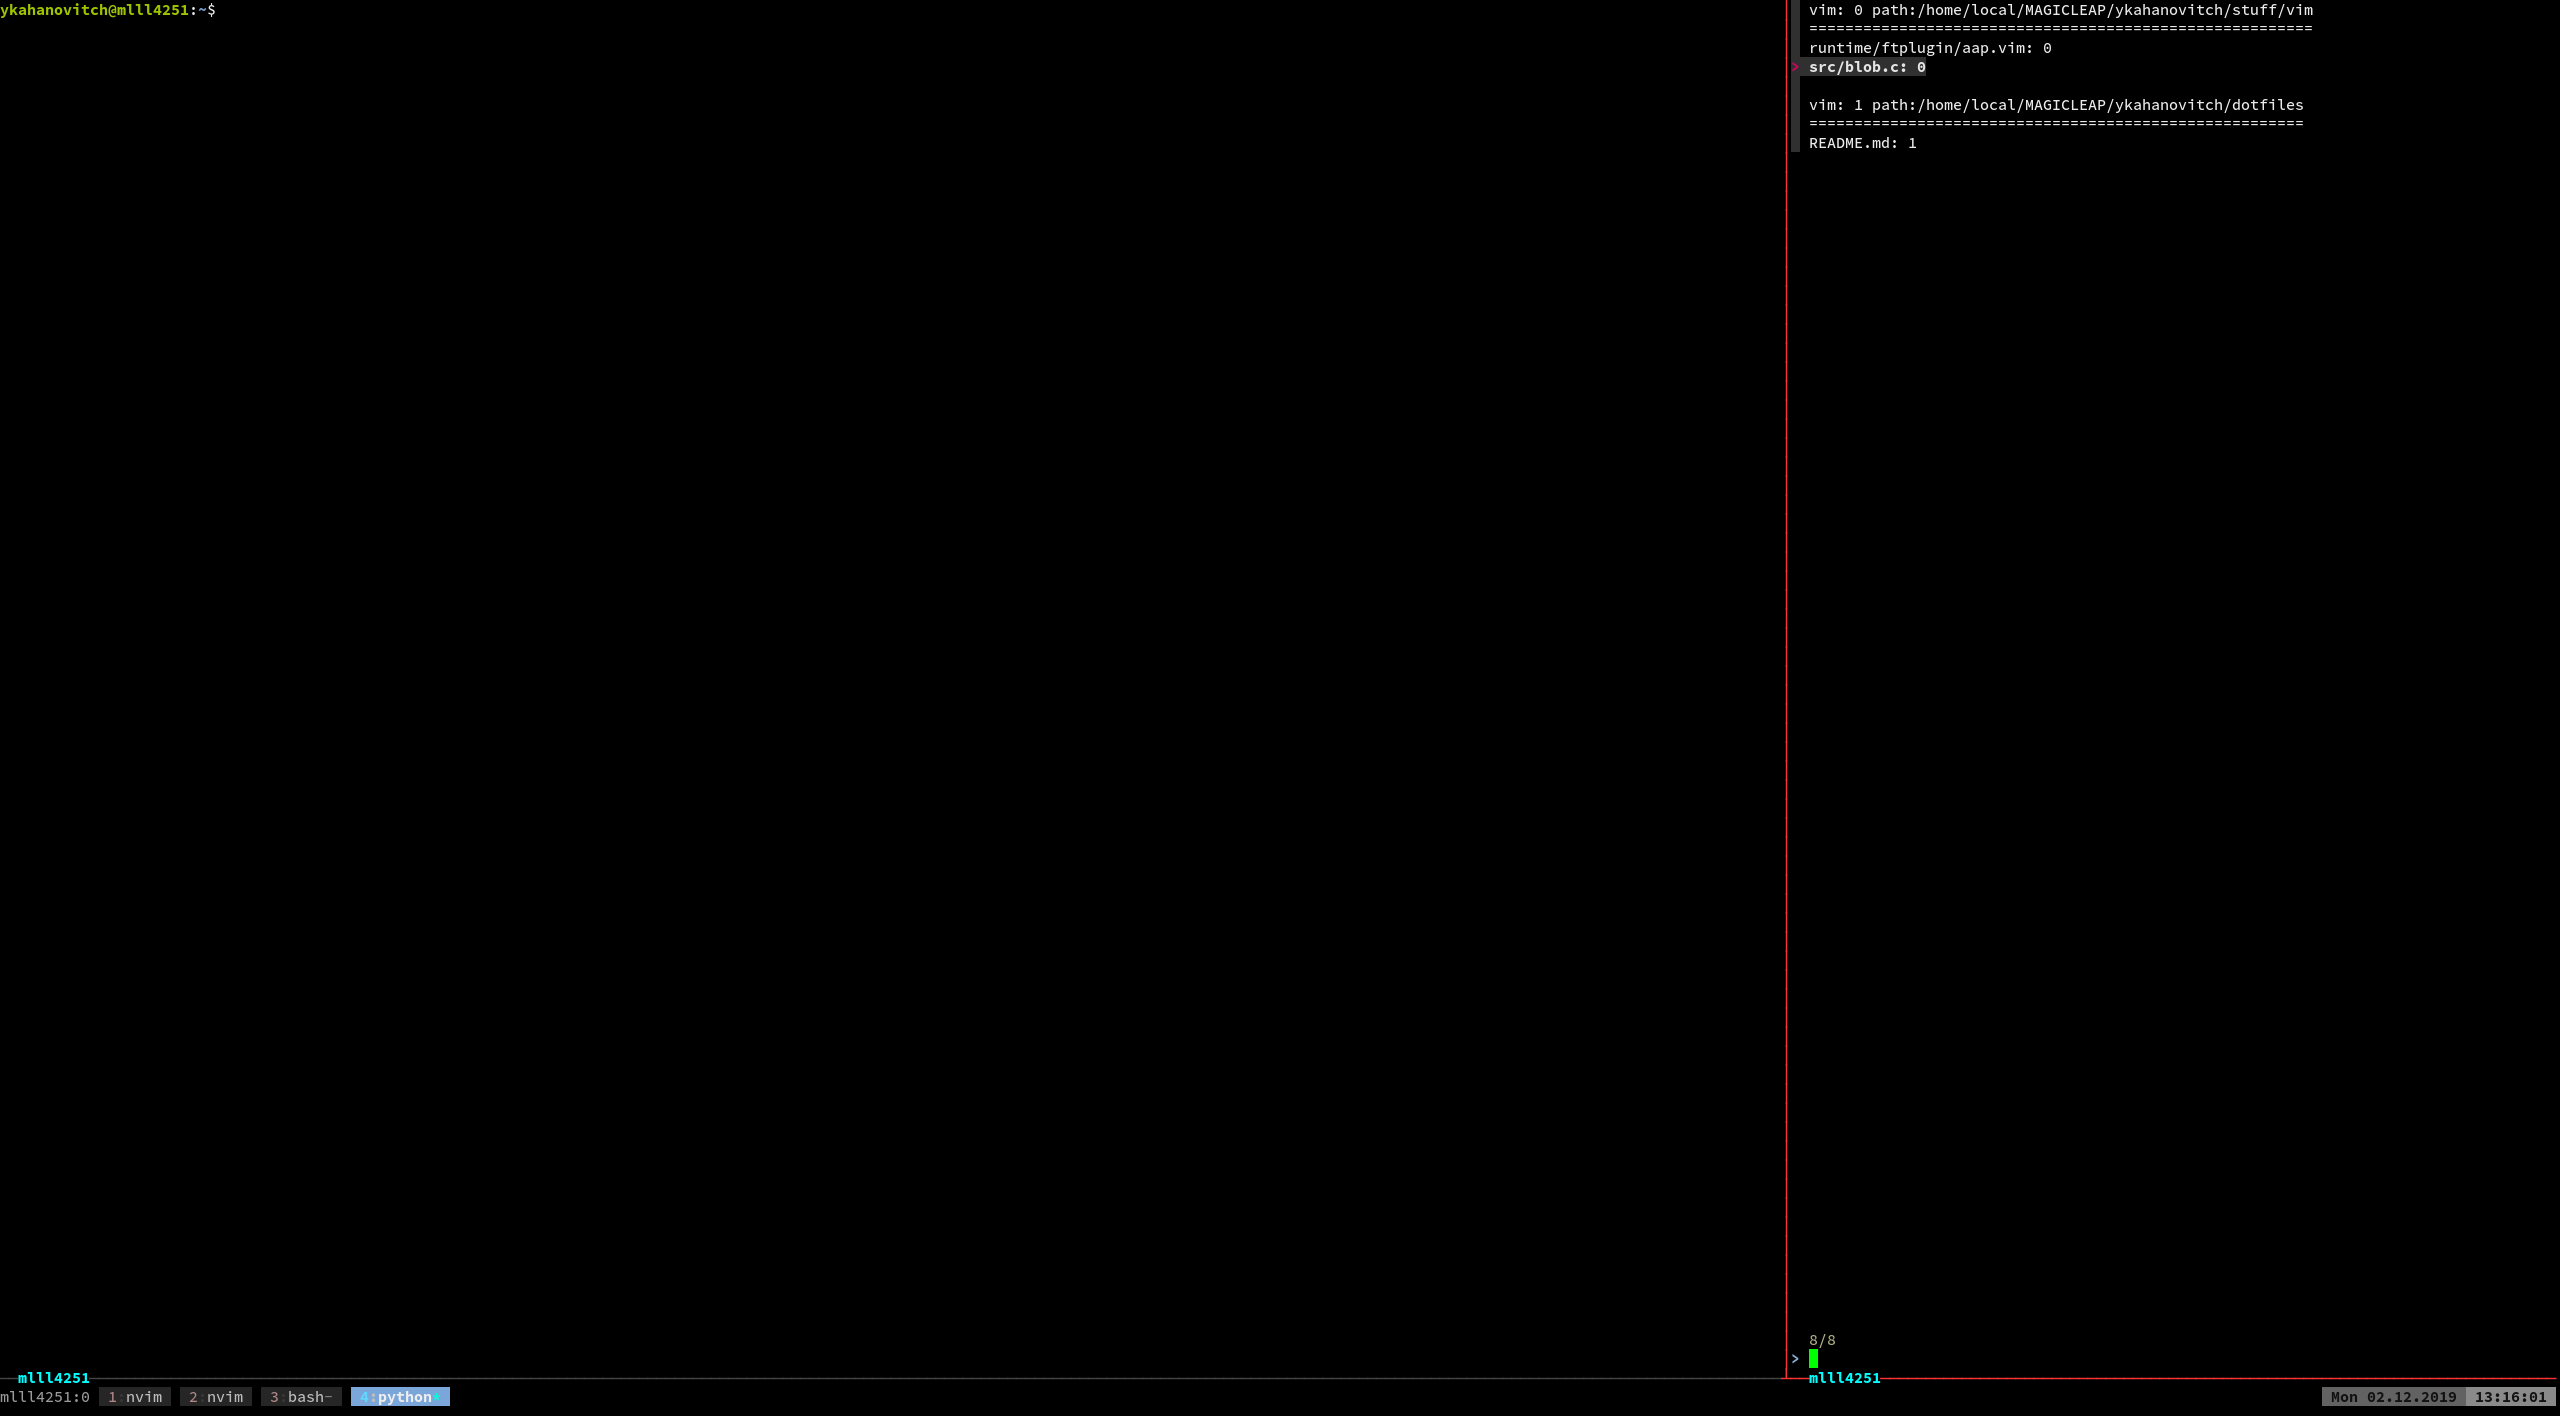 ykahanovitch@mlll4251:~$
vim: 0 path:/home/local/MAGICLEAP/ykahanovitch/stuff/vim
========================================================
runtime/ftplugin/aap.vim: 0
> src/blob.c: 0
vim: 1 path:/home/local/MAGICLEAP/ykahanovitch/dotfiles
=======================================================
README.md: 1
8/8
>
mlll4251 mlll4251
mlll4251:0 1:nvim 2:nvim 3:bash- 4:python* Mon 02.12.2019 13:16:01